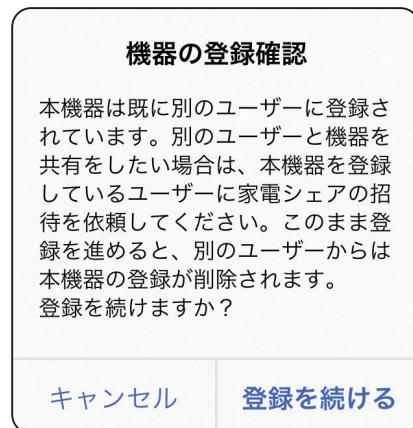 機器の登録確認
本機器は既に別のユーザーに登録さ
れています。別のユーザーと機器を
共有をしたい場合は、本機器を登録
しているユーザーに家電シェアの招
待を依頼してください。このまま登
録を進めると、別のユーザーからは
本機器の登録が削除されます。
登録を続けますか？
キャンセル
登録を続ける